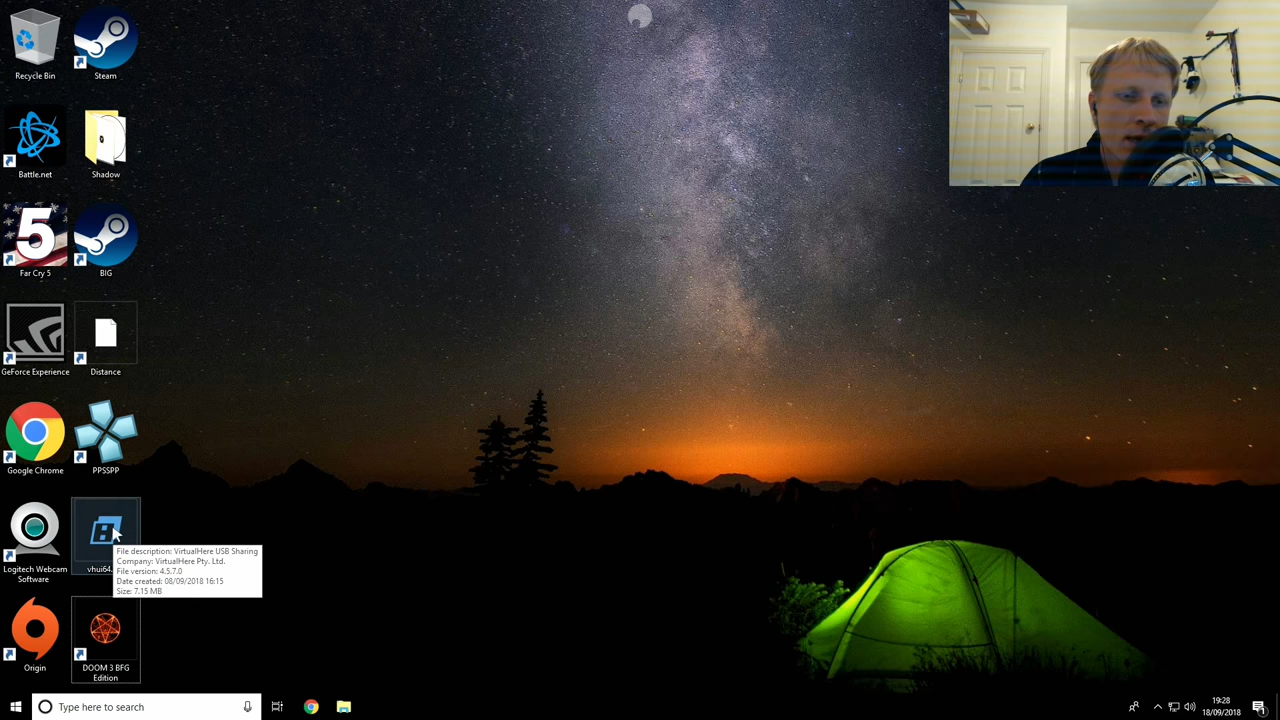 Recycle Bin
Steam
Battle.net
Shadow
5
Far Cry 5
BIG
GeForce Experience
Distance
Google Chrome
PPSSPP
Logitech Webcam
Software
vhui64.
File description: VirtualHere USB Sharing
Company: VirtualHere Pty. Ltd.
File version: 4.5.7.0
Date created: 08/09/2018 16:15
Size: 7.15 MB
Origin
DOOM 3 BFG
Edition
Type here to search
19:28
18/09/2018
1